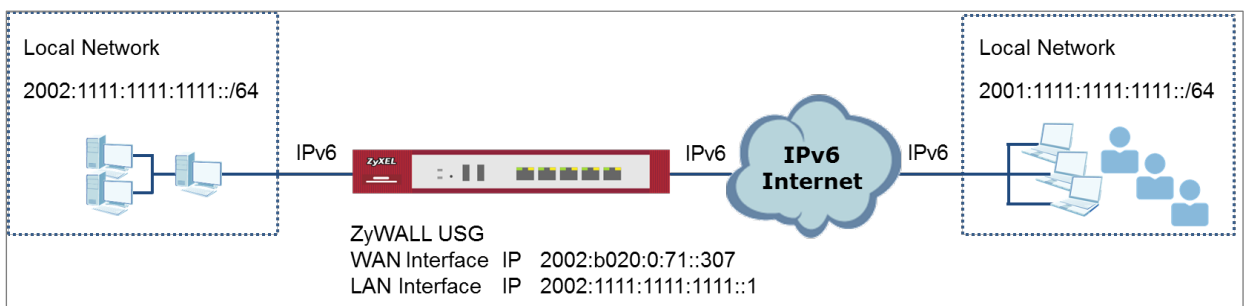 Local Network
2002:1111:1111:1111::/64
IPv6
ZyXEL
IPv6
IPv6
Internet
IPv6
Local Network
2001:1111:1111:1111::/64
ZyWALL USG
WAN Interface IP 2002:b020:0:71::307
LAN Interface IP 2002:1111:1111:1111::1